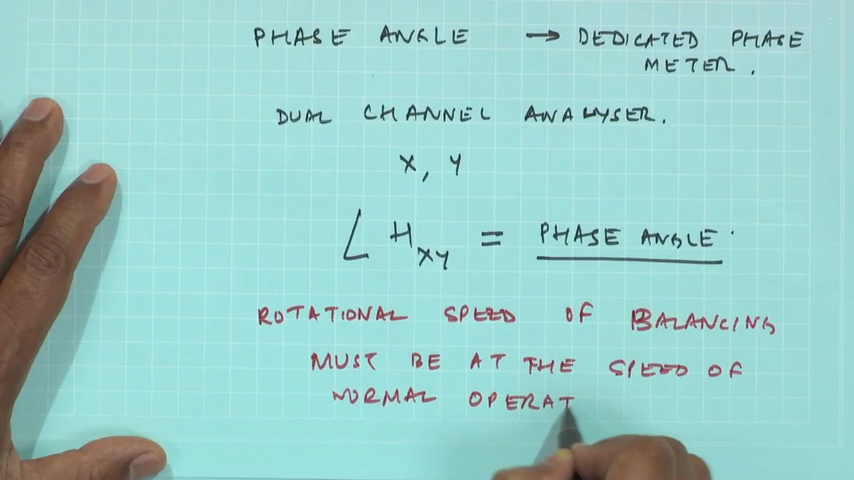 PHASE ANGLE → DEDICATED PHASE
METER.
DUAL CHANNEL ANALYSER.
X, Y
∠ H_XY = PHASE ANGLE.
ROTATIONAL SPEED OF BALANCING
MUST BE AT THE SPEED OF
NORMAL OPERAT